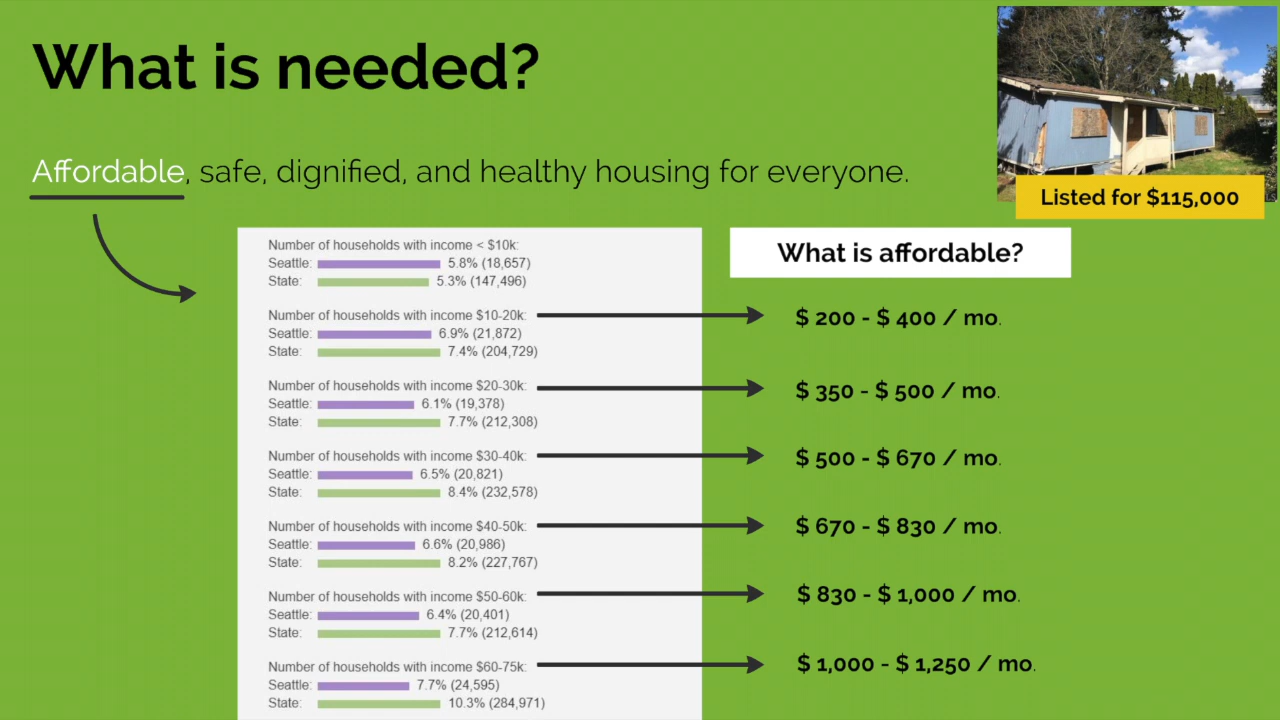 What is needed?
Affordable, safe, dignified, and healthy housing for everyone.
Listed for $115,000
Number of households with income < $10k:
Seattle: 5.8% (18,657)
State: 5.3% (147,496)
Number of households with income $10-20k:
Seattle: 6.9% (21,872)
State: 7.4% (204,729)
Number of households with income $20-30k:
Seattle: 6.1% (19,378)
State: 7.7% (212,308)
Number of households with income $30-40k:
Seattle: 6.5% (20,821)
State: 8.4% (232,578)
Number of households with income $40-50k:
Seattle: 6.6% (20,986)
State: 8.2% (227,767)
Number of households with income $50-60k:
Seattle: 6.4% (20,401)
State: 7.7% (212,614)
Number of households with income $60-75k:
Seattle: 7.7% (24,595)
State: 10.3% (284,971)
What is affordable?
$ 200 - $ 400 / mo.
$ 350 - $ 500 / mo.
$ 500 - $ 670 / mo.
$ 670 - $ 830 / mo.
$ 830 - $ 1,000 / mo.
$ 1,000 - $ 1,250 / mo.